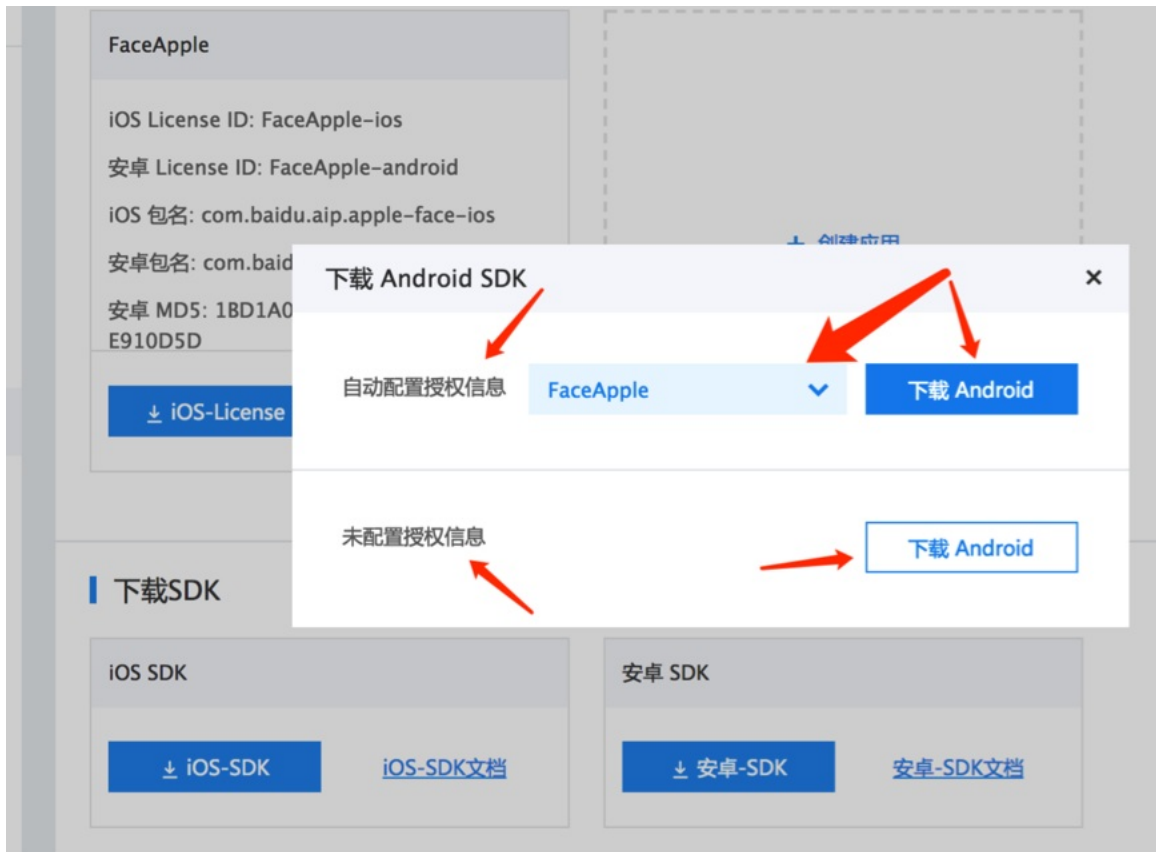 FaceApple
iOS License ID: FaceApple-ios
安卓 License ID: FaceApple-android
iOS 包名: com.baidu.aip.apple-face-ios
安卓包名: com.baid
安卓 MD5: 1BD1A0
E910D5D
iOS-License
+ 创建应用
下载 Android SDK
自动配置授权信息
FaceApple
下载 Android
未配置授权信息
下载 Android
下载SDK
iOS SDK
iOS-SDK
iOS-SDK文档
安卓 SDK
安卓-SDK
安卓-SDK文档